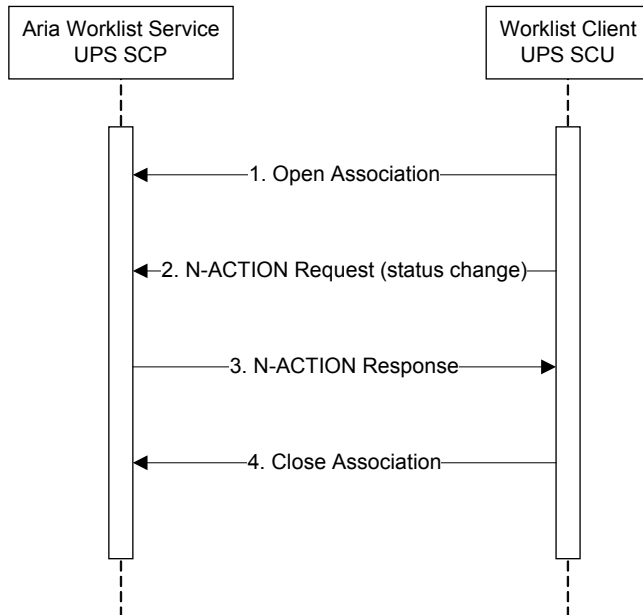 Aria Worklist Service
UPS SCP
Worklist Client
UPS SCU
1. Open Association
2. N-ACTION Request (status change)
3. N-ACTION Response
4. Close Association